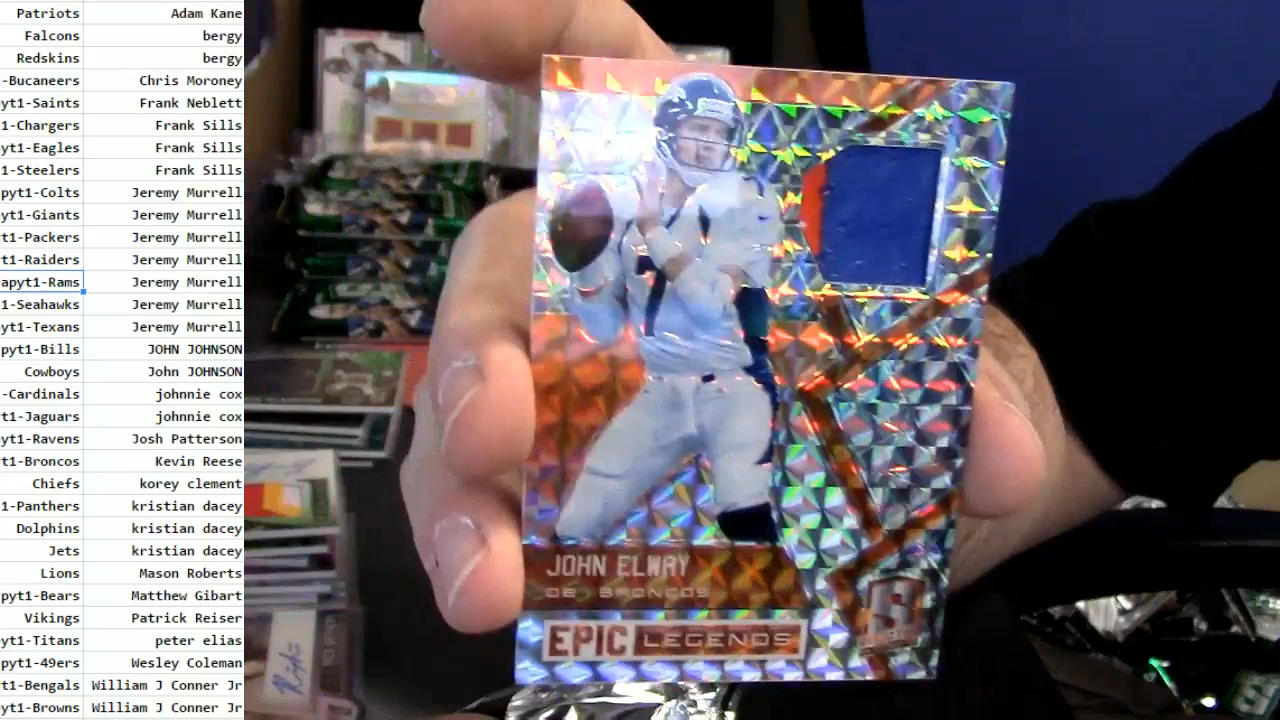 Patriots Adam Kane
Falcons bergy
Redskins bergy
-Bucaneers Chris Moroney
pyt1-Saints Frank Neblett
1-Chargers Frank Sills
yt1-Eagles Frank Sills
1-Steelers Frank Sills
apyt1-Colts Jeremy Murrell
yt1-Giants Jeremy Murrell
t1-Packers Jeremy Murrell
yt1-Raiders Jeremy Murrell
apyt1-Rams Jeremy Murrell
1-Seahawks Jeremy Murrell
yt1-Texans Jeremy Murrell
pyt1-Bills JOHN JOHNSON
Cowboys John JOHNSON
-Cardinals johnnie cox
t1-Jaguars johnnie cox
yt1-Ravens Josh Patterson
yt1-Broncos Kevin Reese
Chiefs korey clement
1-Panthers kristian dacey
Dolphins kristian dacey
Jets kristian dacey
Lions Mason Roberts
pyt1-Bears Matthew Gibart
Vikings Patrick Reiser
pyt1-Titans peter elias
pyt1-49ers Wesley Coleman
yt1-Bengals William J Conner Jr
yt1-Browns William J Conner Jr
7
JOHN ELWAY
QB BRONCOS
EPIC LEGENDS